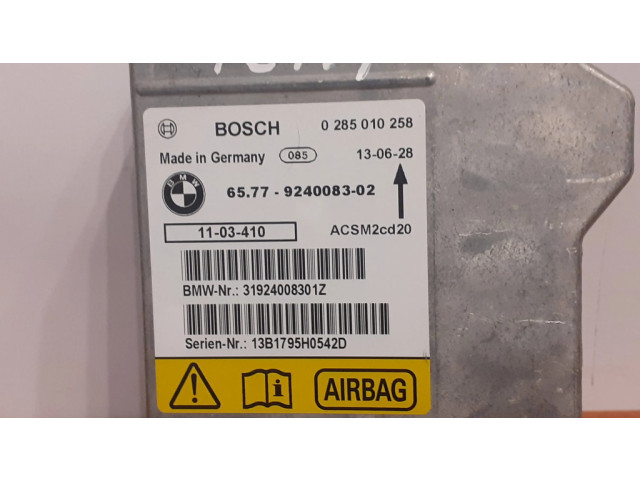 BOSCH 0 285 010 258
Made in Germany 085 13-06-28
BMW 65.77 - 9240083-02
11-03-410 ACSM2cd20
BMW-Nr.: 31924008301Z
Serien-Nr.: 13B1795H0542D
AIRBAG